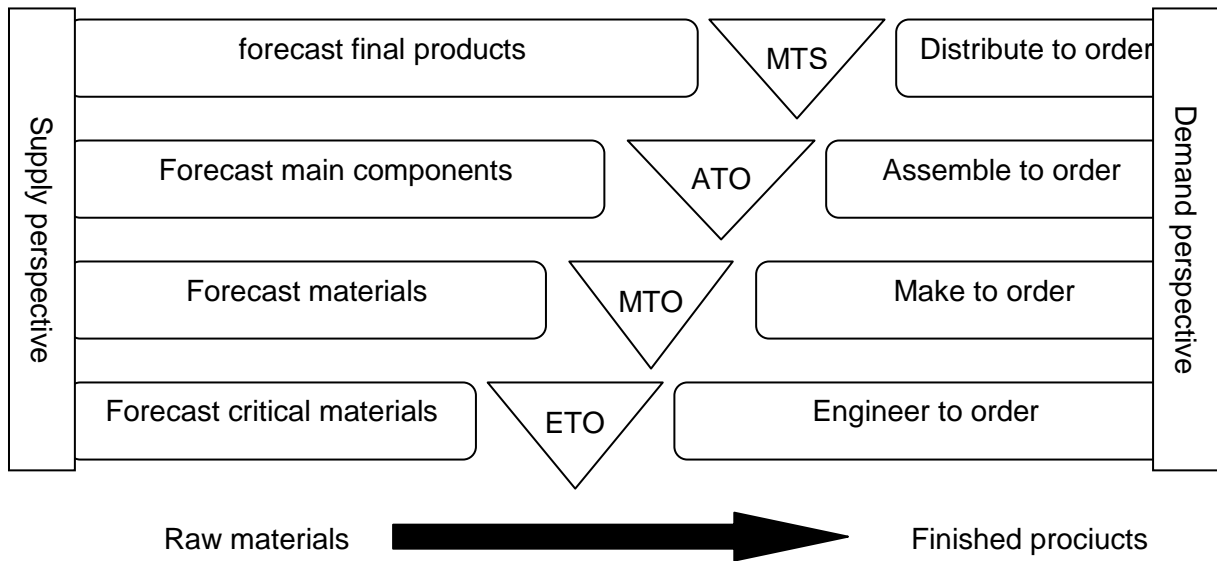 Supply perspective
forecast final products
MTS
Distribute to order
Forecast main components
ATO
Assemble to order
Forecast materials
MTO
Make to order
Forecast critical materials
ETO
Engineer to order
Demand perspective
Raw materials
Finished prociucts